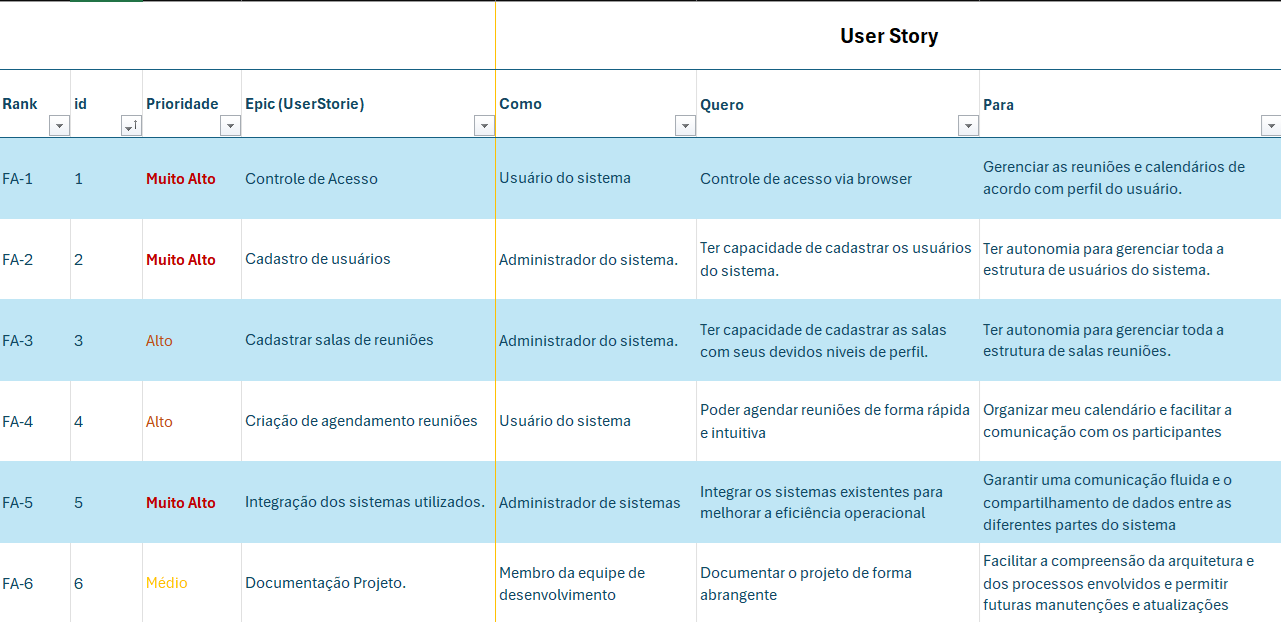 User Story
Rank id Prioridade Epic (UserStorie) Como Quero Para
FA-1 1 Muito Alto Controle de Acesso Usuário do sistema Controle de acesso via browser Gerenciar as reuniões e calendários de
acordo com perfil do usuário.
FA-2 2 Muito Alto Cadastro de usuários Administrador do sistema. Ter capacidade de cadastrar os usuários
do sistema. Ter autonomia para gerenciar toda a
estrutura de usuários do sistema.
FA-3 3 Alto Cadastrar salas de reuniões Administrador do sistema. Ter capacidade de cadastrar as salas
com seus devidos niveis de perfil. Ter autonomia para gerenciar toda a
estrutura de salas reuniões.
FA-4 4 Alto Criação de agendamento reuniões Usuário do sistema Poder agendar reuniões de forma rápida
e intuitiva Organizar meu calendário e facilitar a
comunicação com os participantes
FA-5 5 Muito Alto Integração dos sistemas utilizados. Administrador de sistemas Integrar os sistemas existentes para
melhorar a eficiência operacional Garantir uma comunicação fluida e o
compartilhamento de dados entre as
diferentes partes do sistema
FA-6 6 Médio Documentação Projeto. Membro da equipe de
desenvolvimento Documentar o projeto de forma
abrangente Facilitar a compreensão da arquitetura e
dos processos envolvidos e permitir
futuras manutenções e atualizações